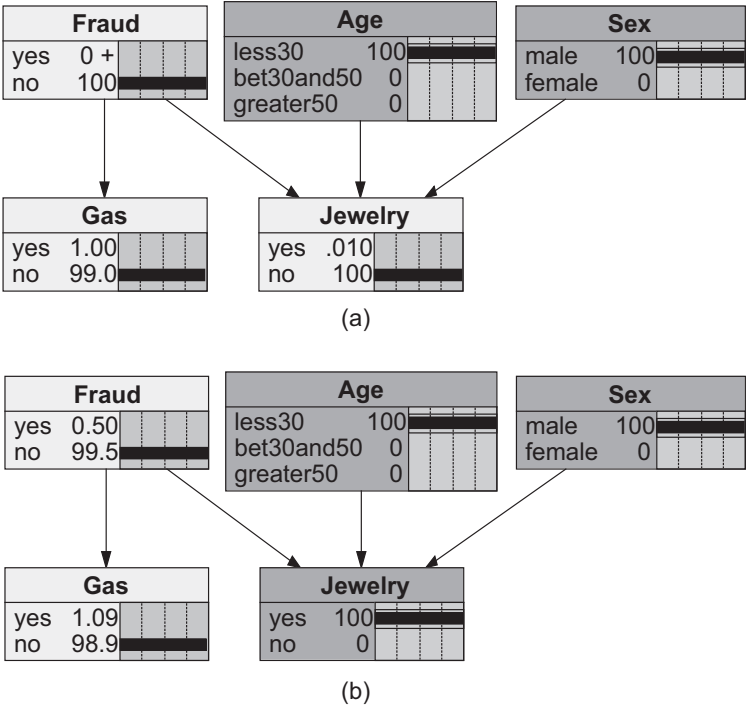 Fraud
yes 0 +
no 100
Age
less30 100
bet30and50 0
greater50 0
Sex
male 100
female 0
Gas
yes 1.00
no 99.0
Jewelry
yes .010
no 100
(a)
Fraud
yes 0.50
no 99.5
Age
less30 100
bet30and50 0
greater50 0
Sex
male 100
female 0
Gas
yes 1.09
no 98.9
Jewelry
yes 100
no 0
(b)